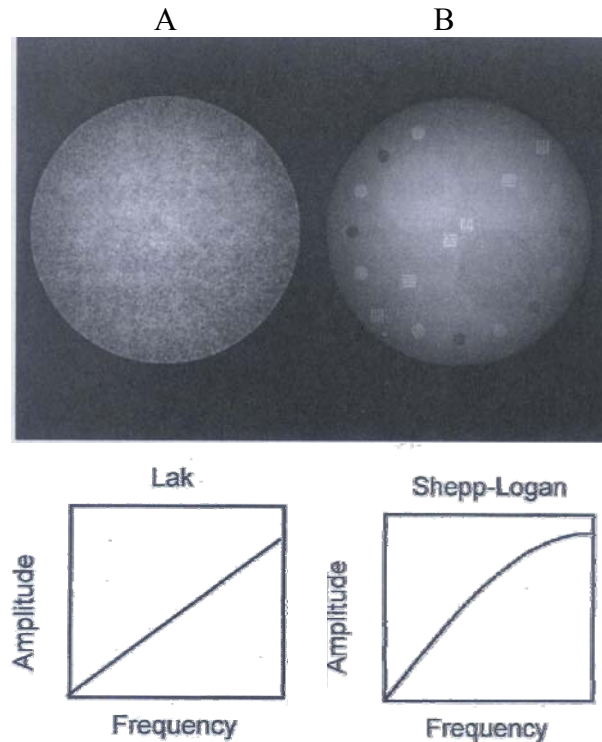 A B
Lak
Shepp-Logan
Amplitude
Amplitude
Frequency
Frequency